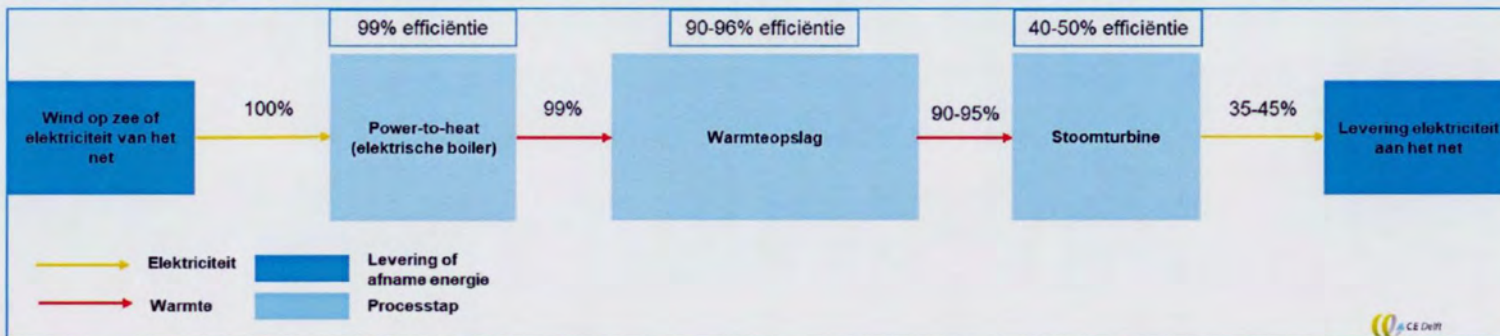 99% efficiëntie
90-96% efficiëntie
40-50% efficiëntie
Wind op zee of
elektriciteit van het
net
100%
Power-to-heat
(elektrische boiler)
99%
Warmteopslag
90-95%
Stoomturbine
35-45%
Levering elektriciteit
aan het net
Elektriciteit
Levering of
afname energie
Warmte
Processtap
CE Delft